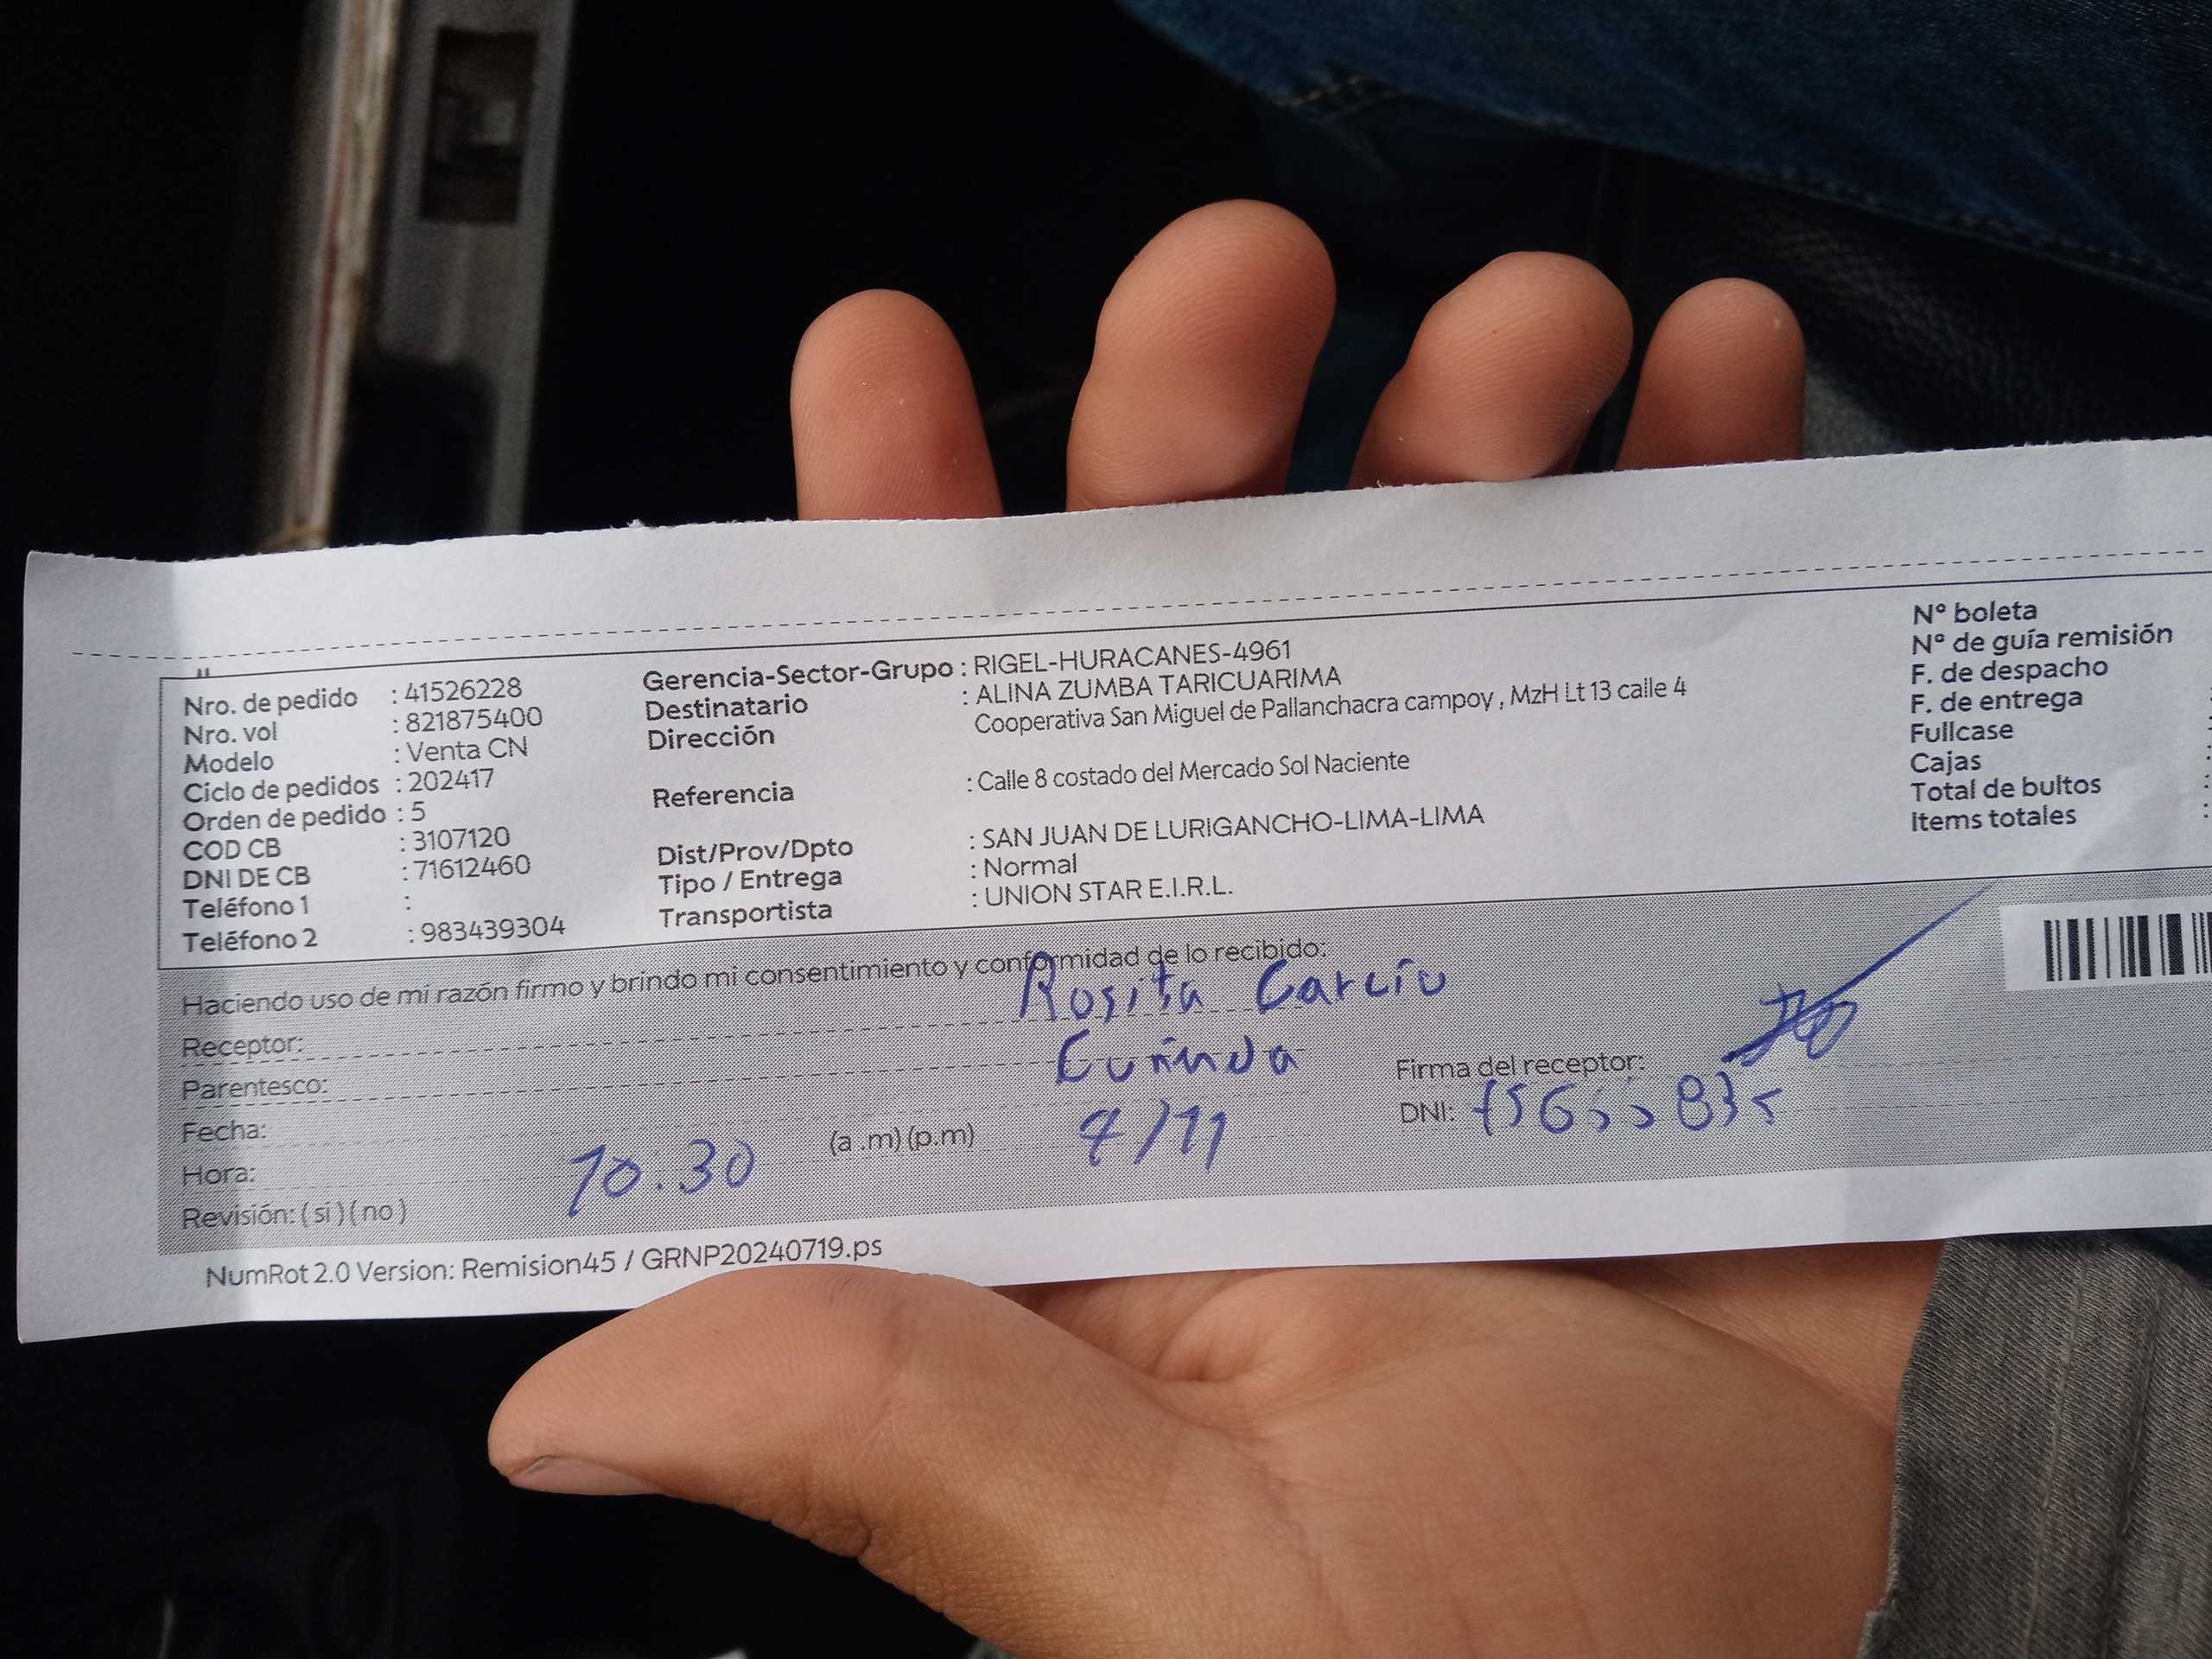 Nro. de pedido : 41526228
Nro. vol : 821875400
Modelo : Venta CN
Ciclo de pedidos : 202417
Orden de pedido : 5
COD CB : 3107120
DNI DE CB : 71612460
Teléfono 1 :
Teléfono 2 : 983439304
Gerencia-Sector-Grupo : RIGEL-HURACANES-4961
Destinatario : ALINA ZUMBA TARICUARIMA
Dirección Cooperativa San Miguel de Pallanchacra campoy , MzH Lt 13 calle 4
Referencia : Calle 8 costado del Mercado Sol Naciente
Dist/Prov/Dpto : SAN JUAN DE LURIGANCHO-LIMA-LIMA
Tipo / Entrega : Normal
Transportista : UNION STAR E.I.R.L.
N° boleta
N° de guía remisión
F. de despacho
F. de entrega
Fullcase
Cajas
Total de bultos
Items totales
Haciendo uso de mi razón firmo y brindo mi consentimiento y conformidad de lo recibido:
Receptor: Rosita García
Parentesco: Cuñada
Firma del receptor:
Fecha: 7/11
DNI:
Hora: 10:30 (a .m) (p.m)
Revisión: ( si ) ( no )
NumRot 2.0 Version: Remision45 / GRNP20240719.ps